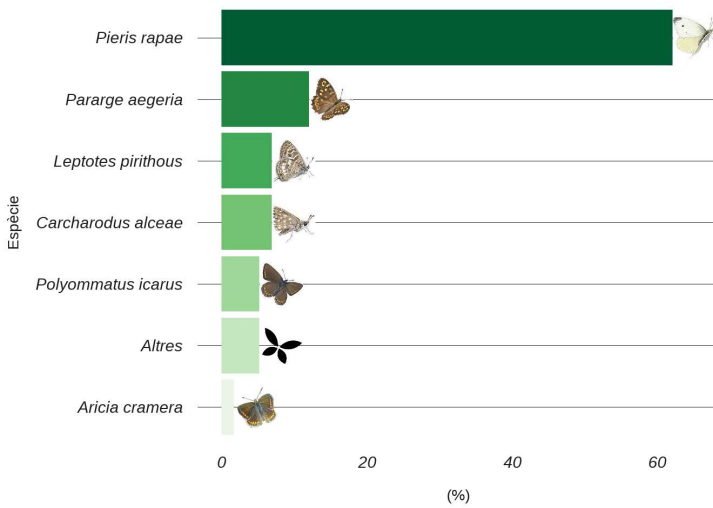 Pieris rapae
Pararge aegeria
Leptotes pirithous
Carcharodus alceae
Polyommatus icarus
Altres
Aricia cramera
Espècie
0 20 40 60
(%)